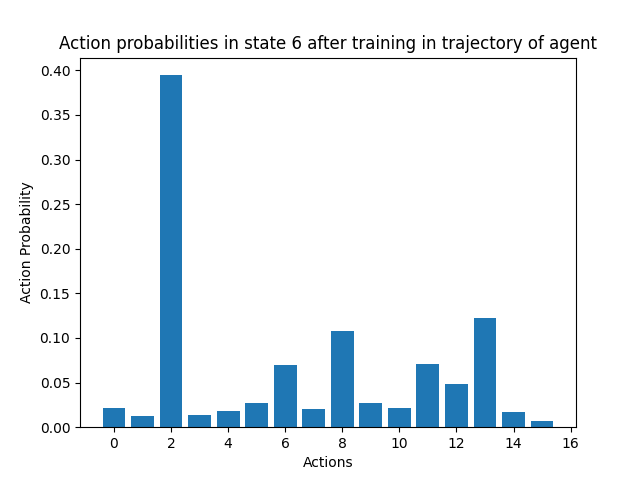 Action probabilities in state 6 after training in trajectory of agent
0.40
0.35
0.30
0.25
0.20
0.15
0.10
0.05
0.00
Action Probability
0 2 4 6 8 10 12 14 16
Actions